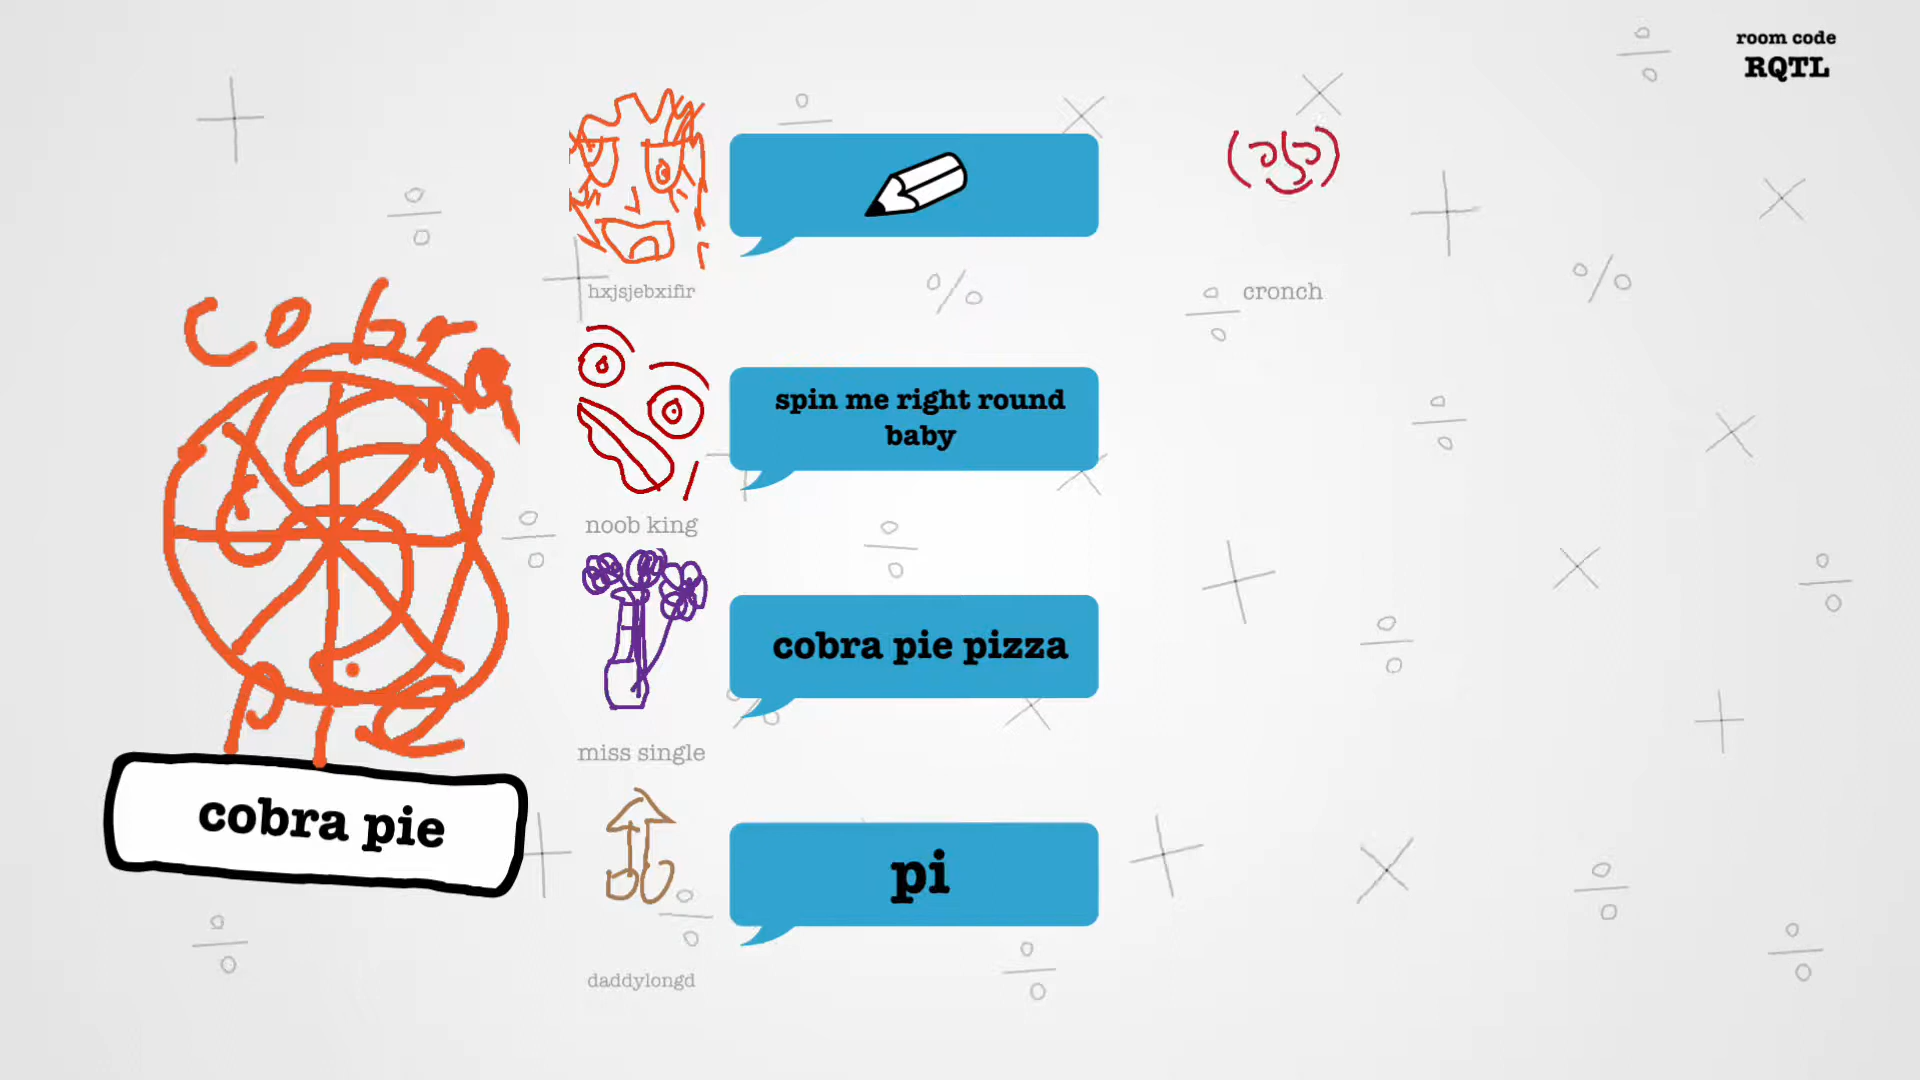 room code
RQTL
hxjsjebxifir
cronch
cobra
spin me right round
baby
noob king
cobra pie pizza
miss single
pie
cobra pie
pi
daddylongd